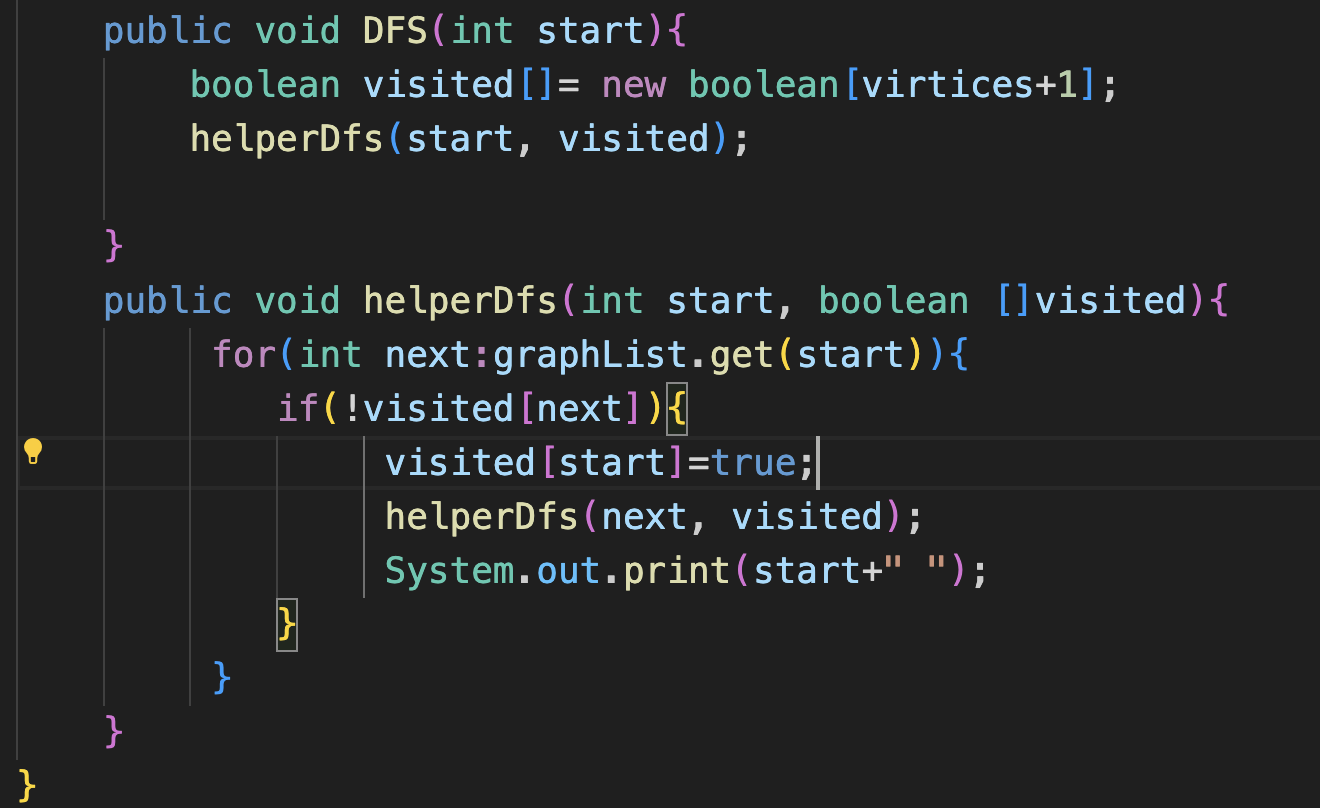 public void DFS(int start){
boolean visited[]= new boolean[virtices+1];
helperDfs(start, visited);
}
public void helperDfs(int start, boolean []visited){
for(int next:graphList.get(start)){
if(!visited[next]){
visited[start]=true;
helperDfs(next, visited);
System.out.print(start+" ");
}
}
}
}